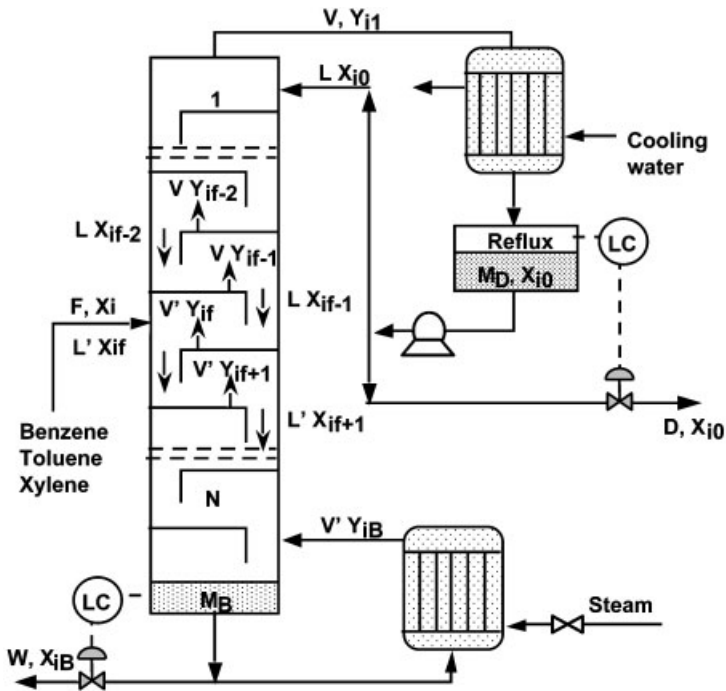 V, Yi1
L Xi0
1
Cooling
water
V Yif-2
L Xif-2
Reflux
LC
V Yif-1
MD, Xi0
F, Xi
V' Yif
L Xif-1
L' Xif
V' Yif+1
Benzene
Toluene
Xylene
L' Xif+1
D, Xi0
N
V' YiB
LC
MB
Steam
W, XiB